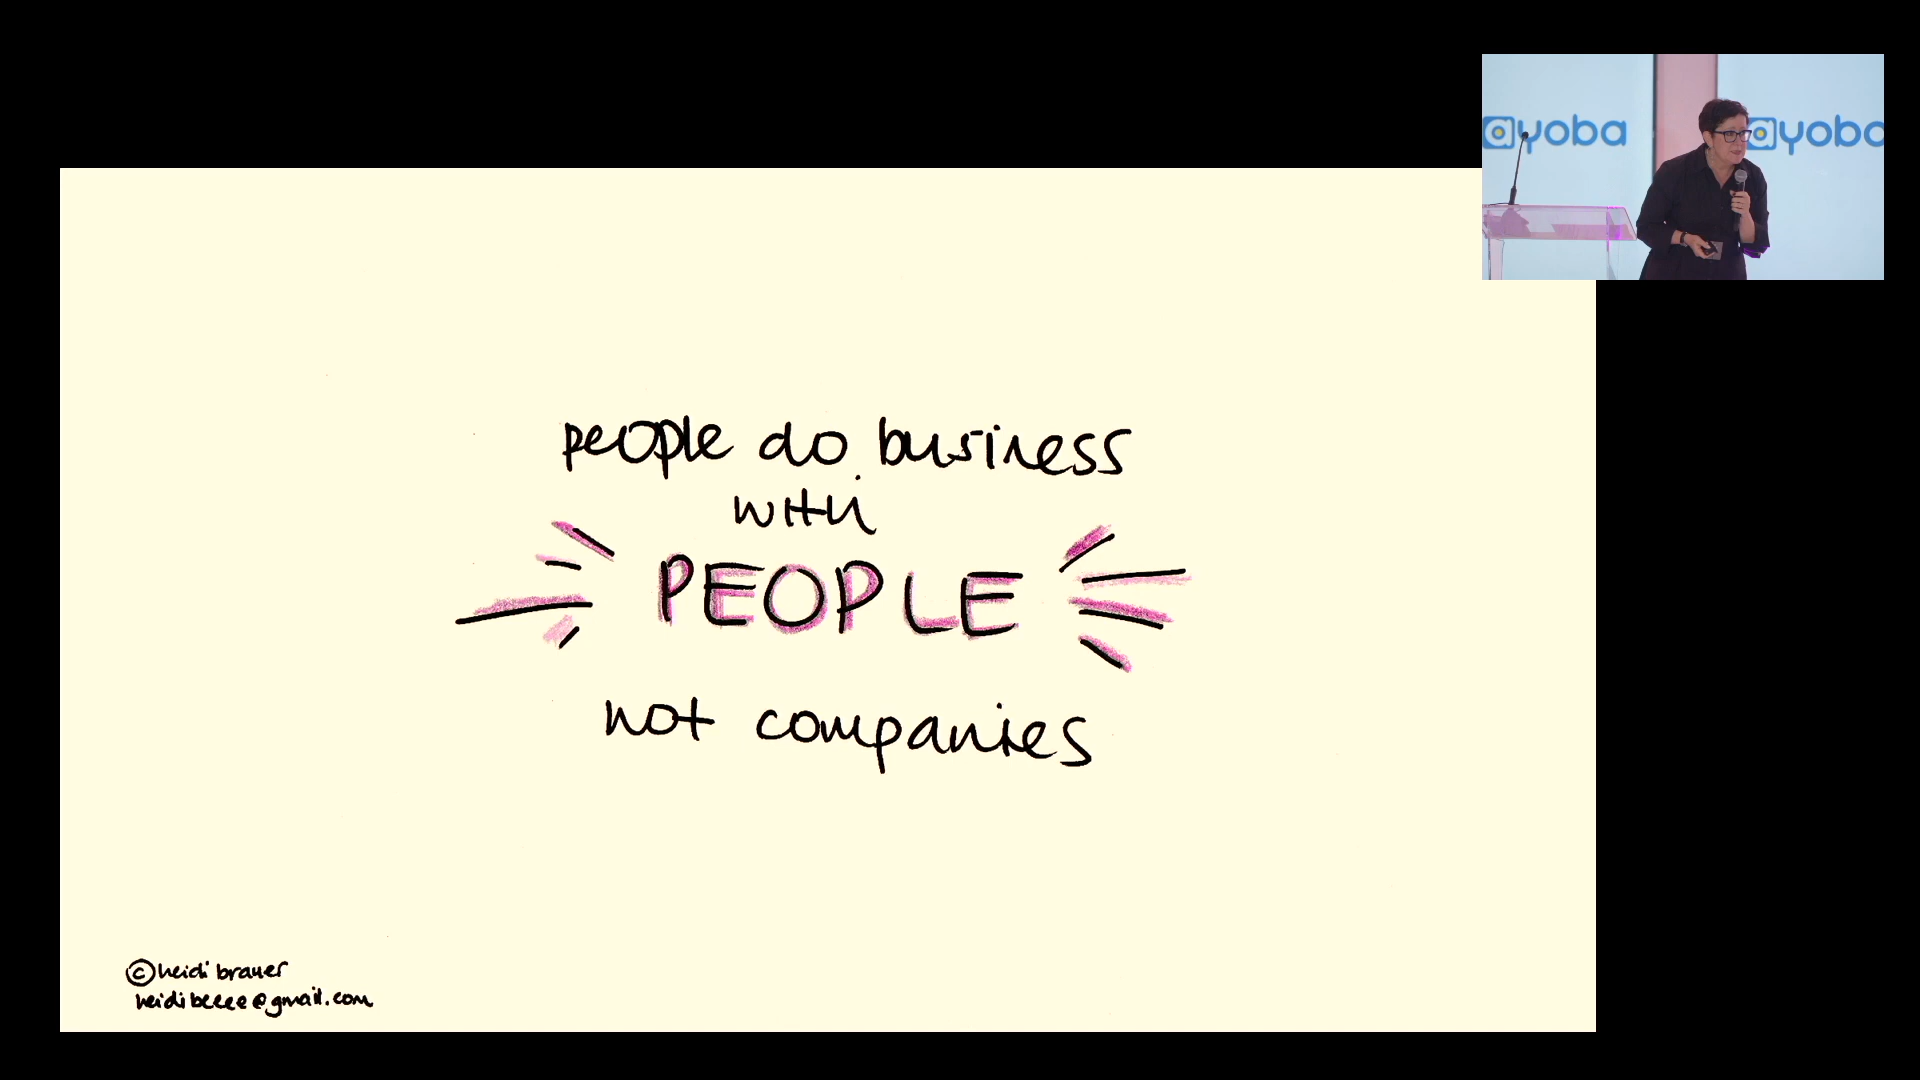 ayoba
ayoba
people do business
with
PEOPLE
not companies
©heidi brauer
heidibeeee@gmail.com